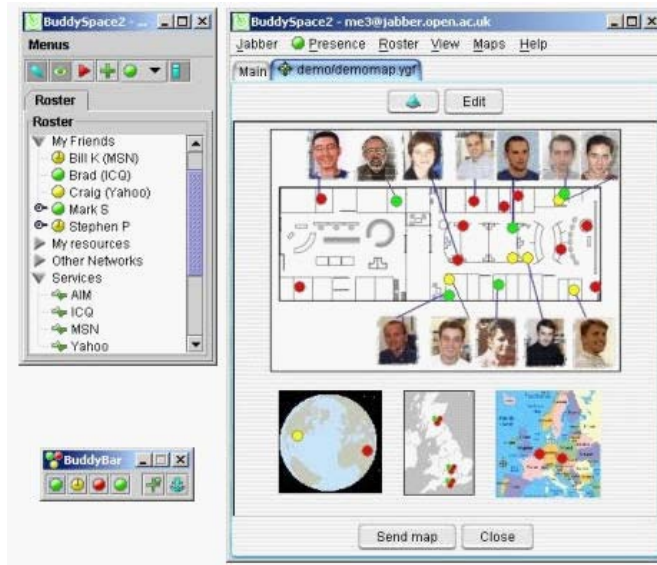 BuddySpace2 - ...
Menus
Roster
Roster
My Friends
Bill K (MSN)
Brad (ICQ)
Craig (Yahoo)
Mark S
Stephen P
My resources
Other Networks
Services
AIM
ICQ
MSN
Yahoo
BuddyBar
BuddySpace2 - me3@jabber.open.ac.uk
Jabber Presence Roster View Maps Help
Main demo/demomap.ygf
Edit
Send map Close